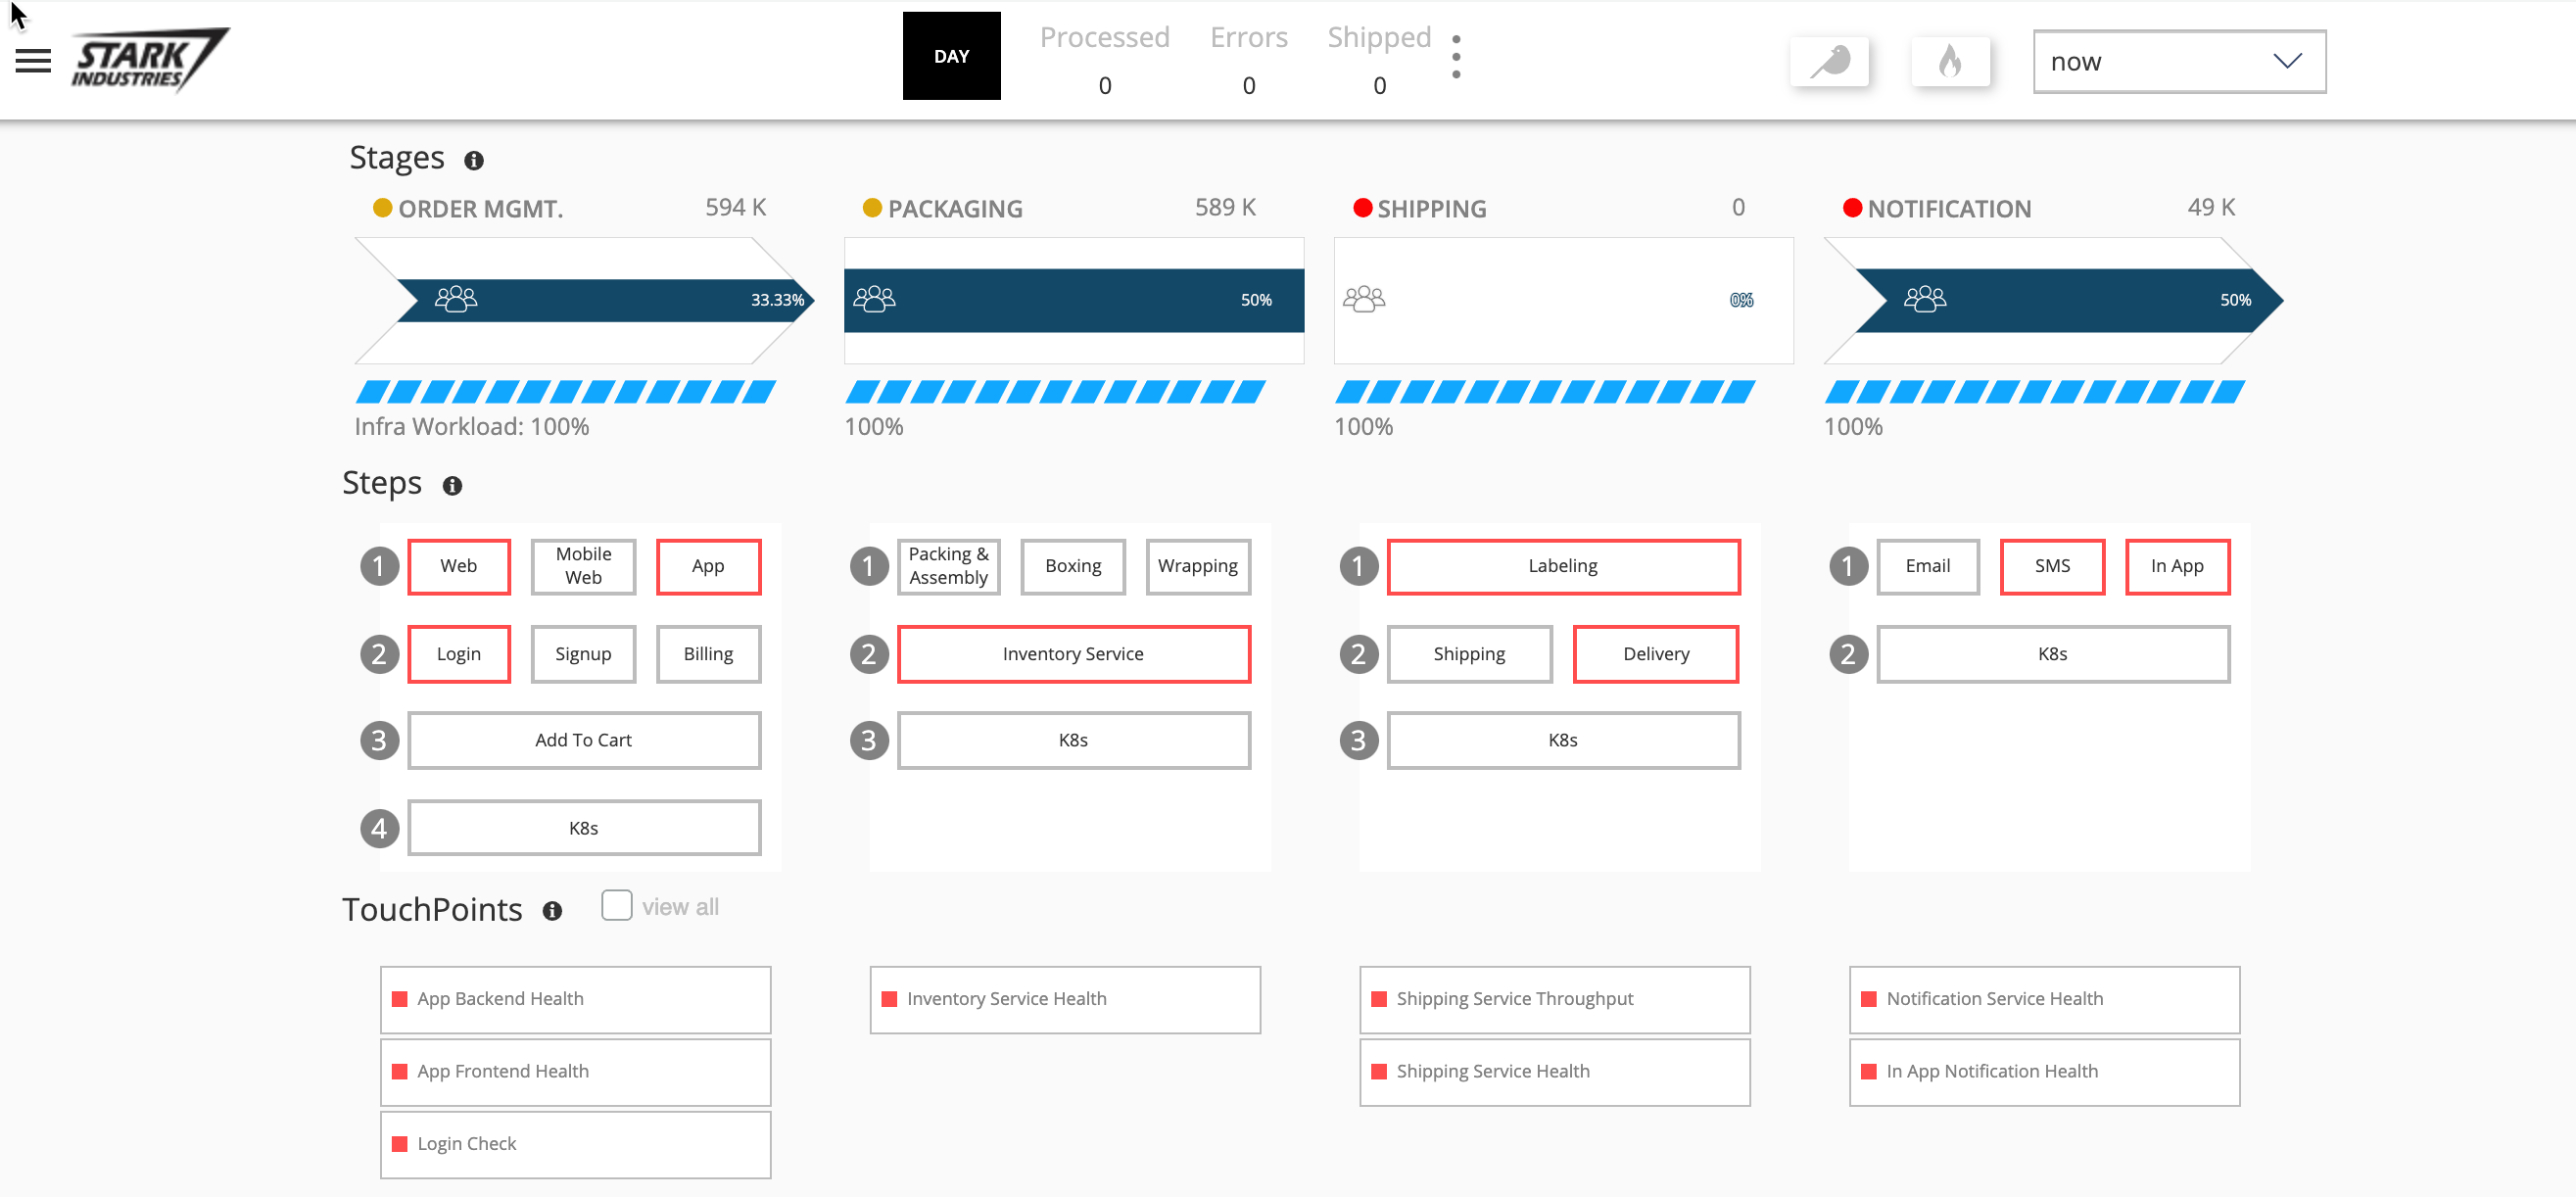 STARK
INDUSTRIES
DAY
Processed
0
Errors
0
Shipped
0
now
Stages
ORDER MGMT.
594 K
PACKAGING
589 K
SHIPPING
0
NOTIFICATION
49 K
33.33%
50%
0%
50%
Infra Workload: 100%
100%
100%
100%
Steps
1
Web
Mobile
Web
App
2
Login
Signup
Billing
3
Add To Cart
4
K8s
1
Packing &
Assembly
Boxing
Wrapping
2
Inventory Service
3
K8s
1
Labeling
2
Shipping
Delivery
3
K8s
1
Email
SMS
In App
2
K8s
TouchPoints
view all
App Backend Health
App Frontend Health
Login Check
Inventory Service Health
Shipping Service Throughput
Shipping Service Health
Notification Service Health
In App Notification Health